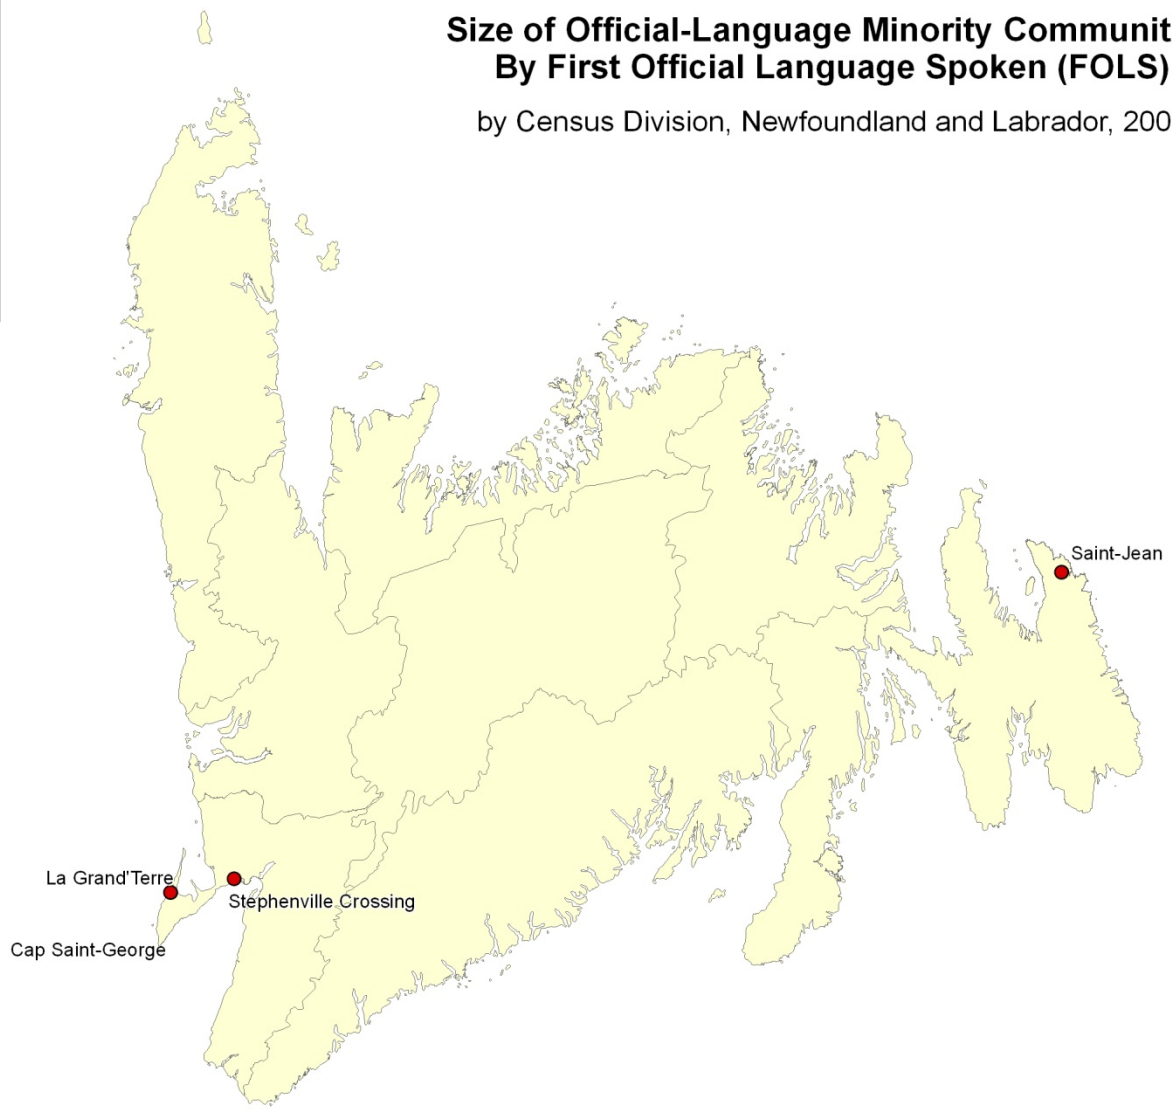 Size of Official-Language Minority Communit
By First Official Language Spoken (FOLS)
by Census Division, Newfoundland and Labrador, 200
Saint-Jean
La Grand'Terre
Stephenville Crossing
Cap Saint-George